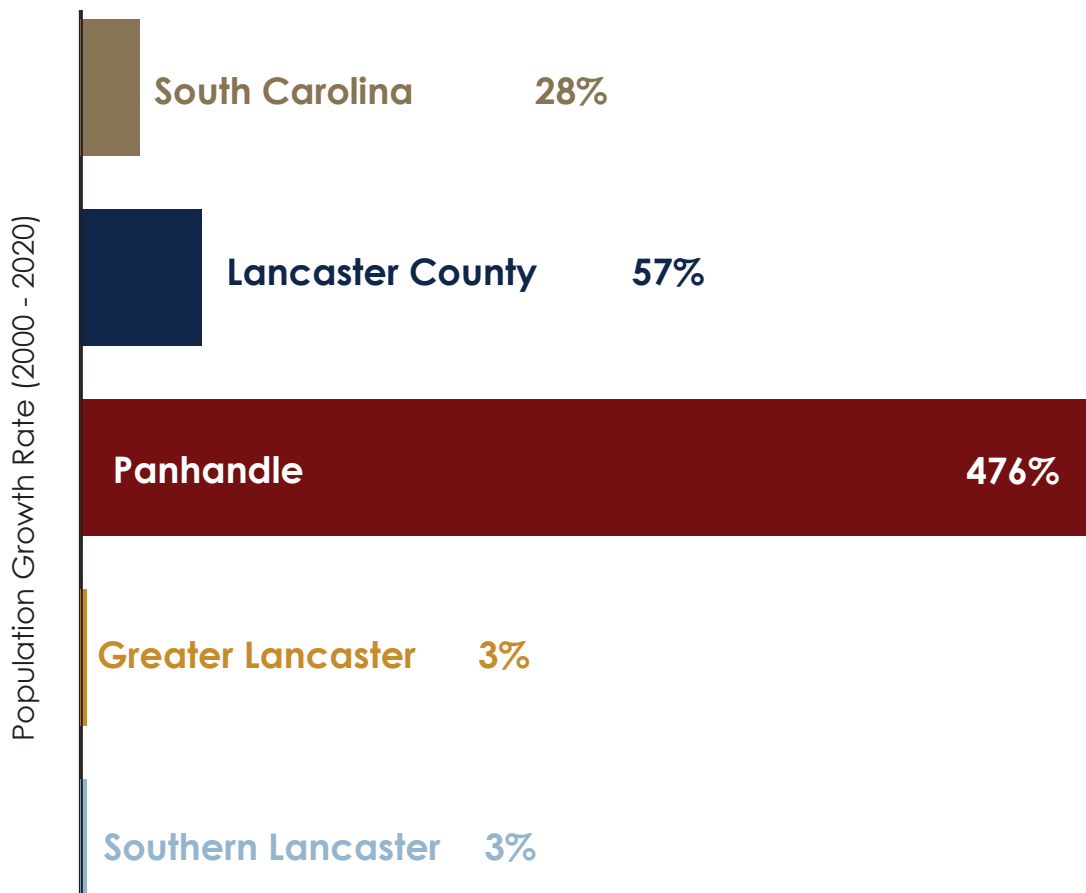 Population Growth Rate (2000 - 2020)
South Carolina 28%
Lancaster County 57%
Panhandle 476%
Greater Lancaster 3%
Southern Lancaster 3%